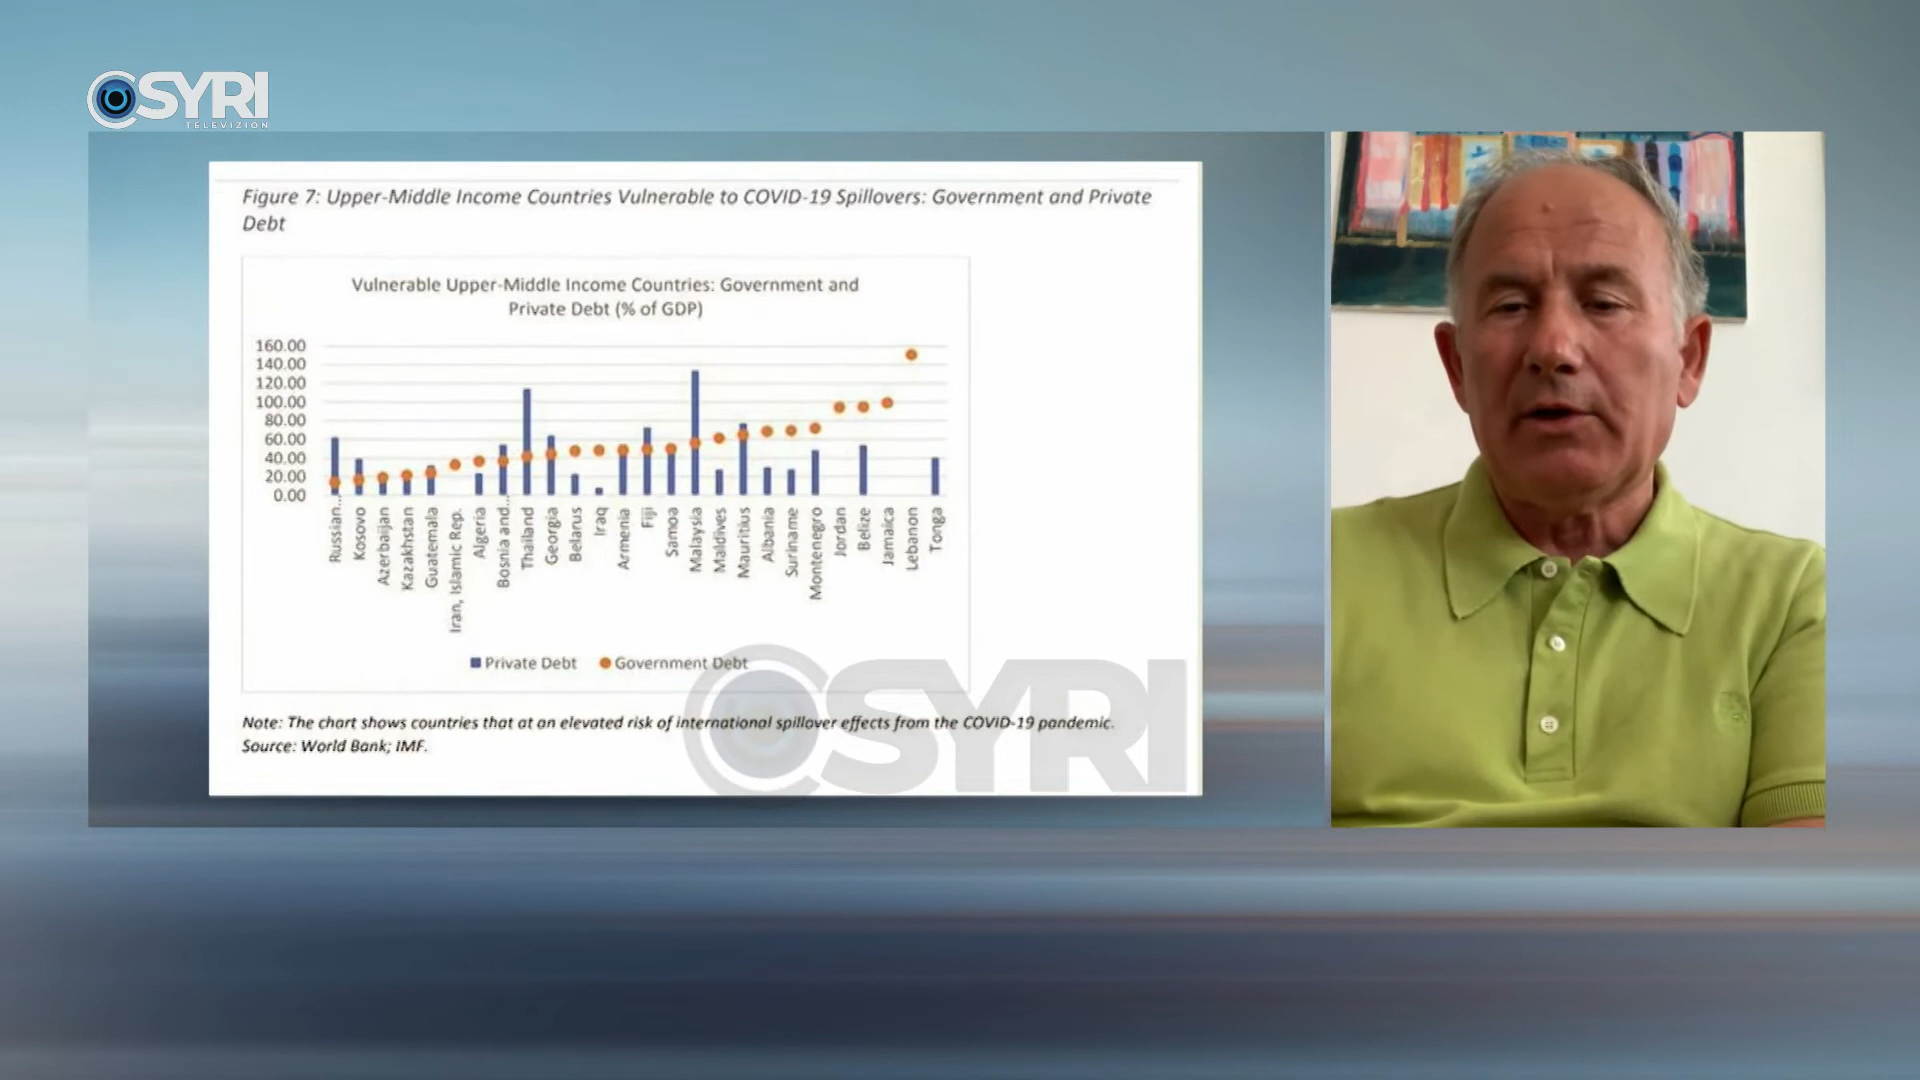 SYRI
TELEVIZION
Figure 7: Upper-Middle Income Countries Vulnerable to COVID-19 Spillovers: Government and Private
Debt
Vulnerable Upper-Middle Income Countries: Government and
Private Debt (% of GDP)
160.00
140.00
120.00
100.00
80.00
60.00
40.00
20.00
0.00
Russian...
Kosovo
Azerbaijan
Kazakhstan
Guatemala
Iran, Islamic Rep.
Algeria
Bosnia and...
Thailand
Georgia
Belarus
Iraq
Armenia
Fiji
Samoa
Malaysia
Maldives
Mauritius
Albania
Suriname
Montenegro
Jordan
Belize
Jamaica
Lebanon
Tonga
Private Debt
Government Debt
Note: The chart shows countries that at an elevated risk of international spillover effects from the COVID-19 pandemic.
Source: World Bank; IMF.
SYRI